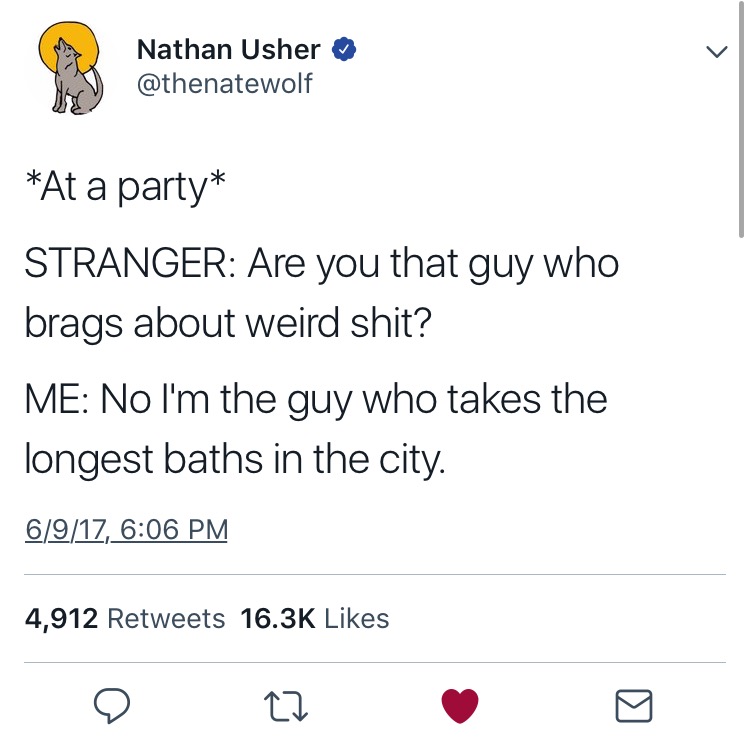 Nathan Usher
@thenatewolf
*At a party*
STRANGER: Are you that guy who
brags about weird shit?
ME: No I'm the guy who takes the
longest baths in the city.
6/9/17, 6:06 PM
4,912 Retweets 16.3K Likes